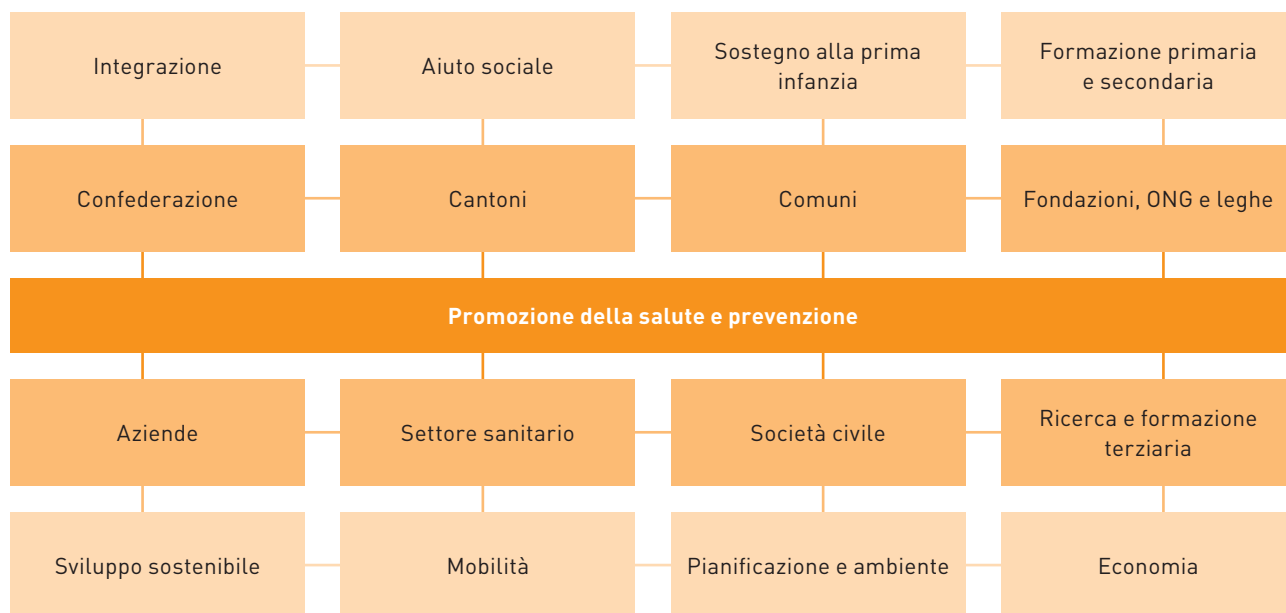 Integrazione
Aiuto sociale
Sostegno alla prima
infanzia
Formazione primaria
e secondaria
Confederazione
Cantoni
Comuni
Fondazioni, ONG e leghe
Promozione della salute e prevenzione
Aziende
Settore sanitario
Società civile
Ricerca e formazione
terziaria
Sviluppo sostenibile
Mobilità
Pianificazione e ambiente
Economia